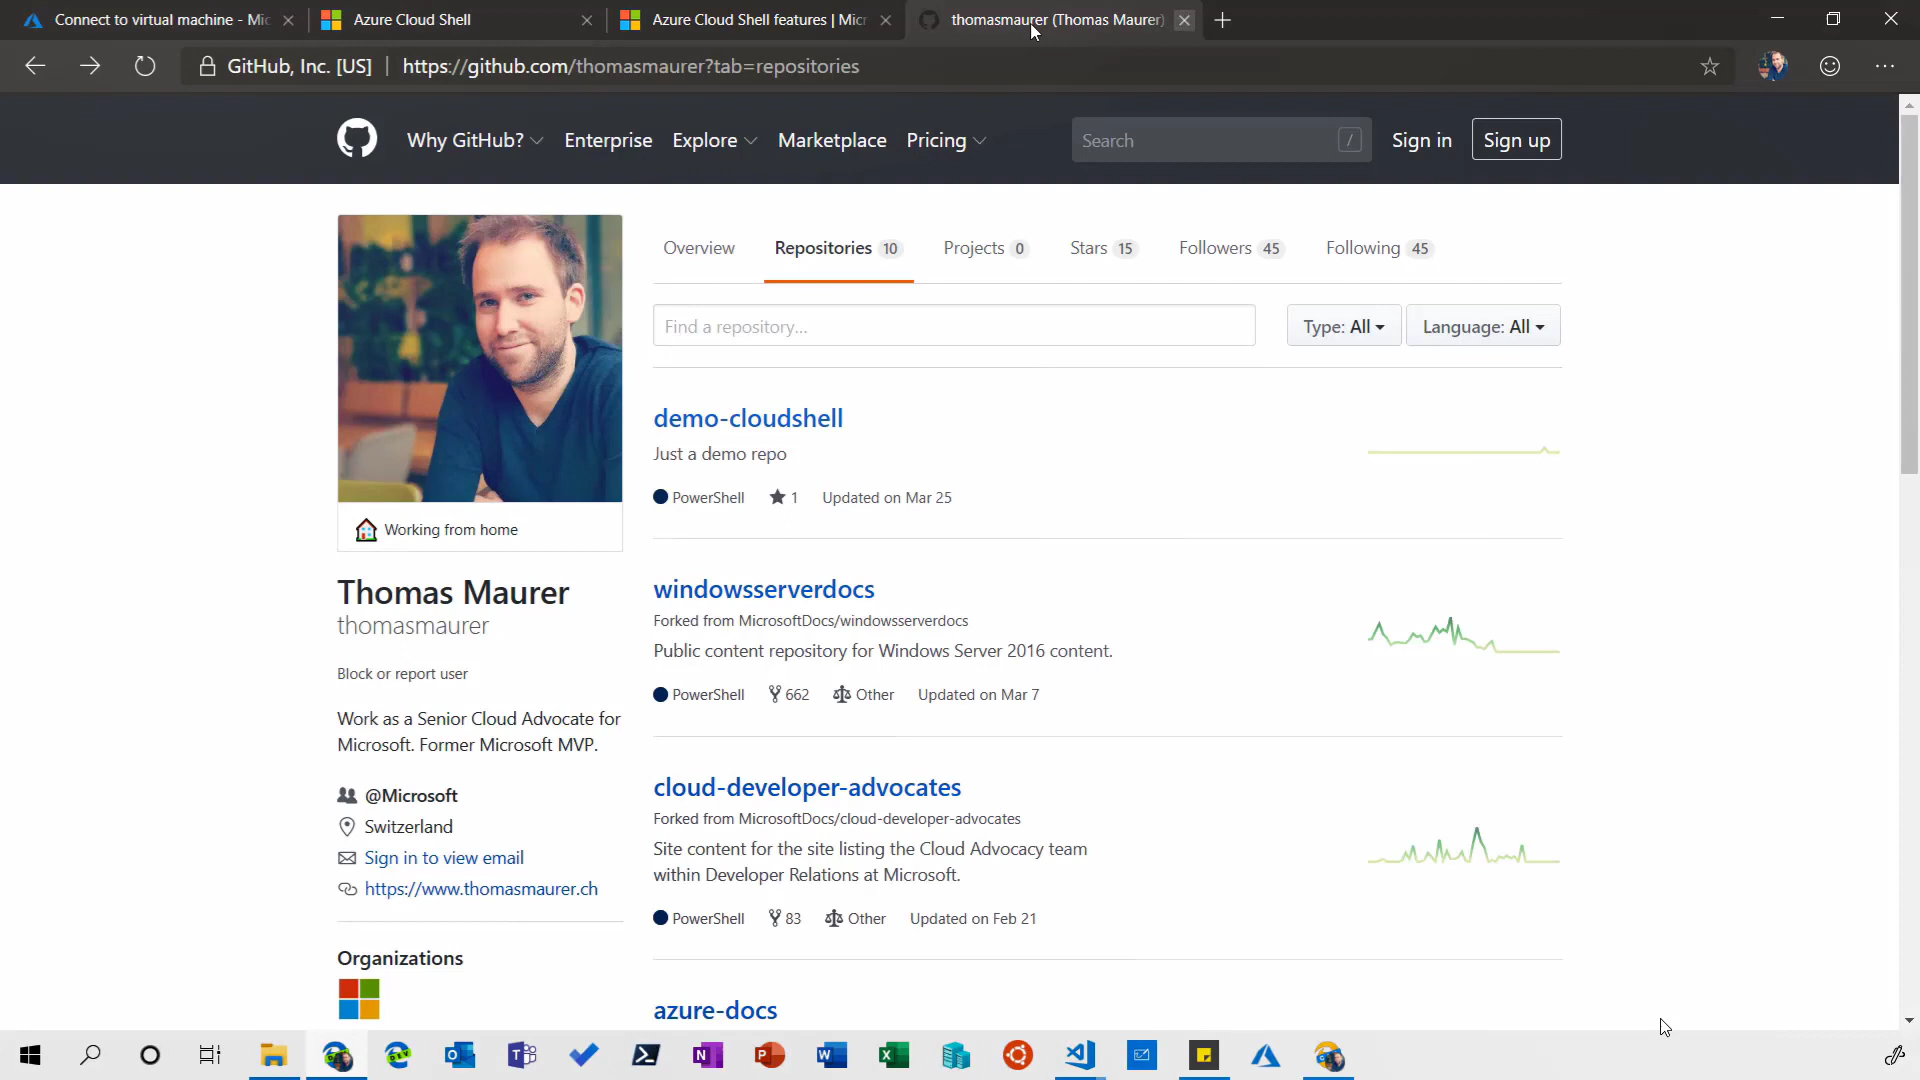 Connect to virtual machine - Mic
Azure Cloud Shell
Azure Cloud Shell features | Micr
thomasmaurer (Thomas Maurer)
GitHub, Inc. [US]
https://github.com/thomasmaurer?tab=repositories
Why GitHub?
Enterprise
Explore
Marketplace
Pricing
Search
/
Sign in
Sign up
Overview
Repositories 10
Projects 0
Stars 15
Followers 45
Following 45
Find a repository...
Type: All
Language: All
demo-cloudshell
Just a demo repo
PowerShell 1 Updated on Mar 25
Working from home
windowsserverdocs
Forked from MicrosoftDocs/windowsserverdocs
Public content repository for Windows Server 2016 content.
PowerShell 662 Other Updated on Mar 7
Thomas Maurer
thomasmaurer
Block or report user
Work as a Senior Cloud Advocate for
Microsoft. Former Microsoft MVP.
@Microsoft
Switzerland
Sign in to view email
https://www.thomasmaurer.ch
cloud-developer-advocates
Forked from MicrosoftDocs/cloud-developer-advocates
Site content for the site listing the Cloud Advocacy team
within Developer Relations at Microsoft.
PowerShell 83 Other Updated on Feb 21
Organizations
azure-docs